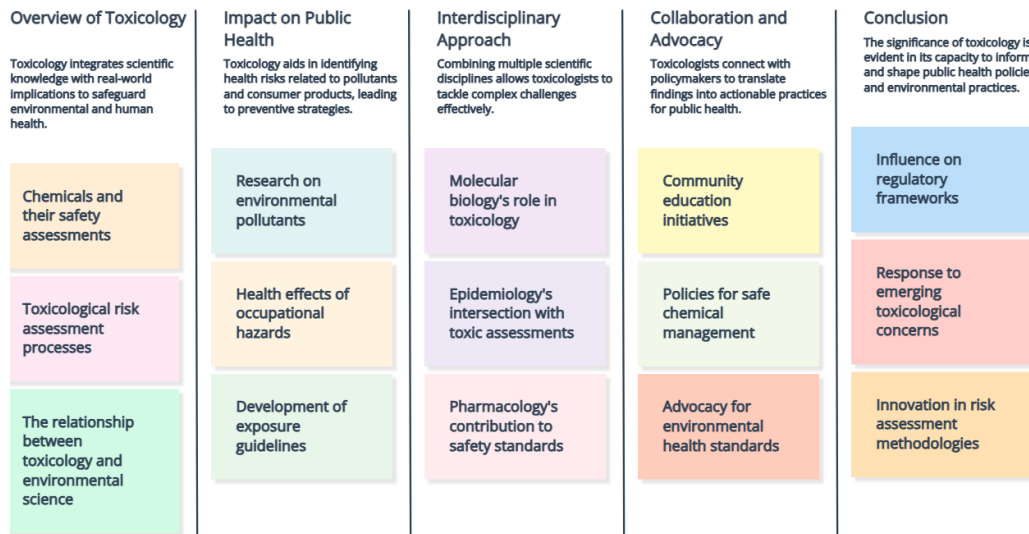 Overview of Toxicology
Toxicology integrates scientific
knowledge with real-world
implications to safeguard
environmental and human
health.
Chemicals and
their safety
assessments
Toxicological risk
assessment
processes
The relationship
between
toxicology and
environmental
science
Impact on Public
Health
Toxicology aids in identifying
health risks related to pollutants
and consumer products, leading
to preventive strategies.
Research on
environmental
pollutants
Health effects of
occupational
hazards
Development of
exposure
guidelines
Interdisciplinary
Approach
Combining multiple scientific
disciplines allows toxicologists to
tackle complex challenges
effectively.
Molecular
biology's role in
toxicology
Epidemiology's
intersection with
toxic assessments
Pharmacology's
contribution to
safety standards
Collaboration and
Advocacy
Toxicologists connect with
policymakers to translate
findings into actionable practices
for public health.
Community
education
initiatives
Policies for safe
chemical
management
Advocacy for
environmental
health standards
Conclusion
The significance of toxicology is
evident in its capacity to inform
and shape public health policie
and environmental practices.
Influence on
regulatory
frameworks
Response to
emerging
toxicological
concerns
Innovation in risk
assessment
methodologies